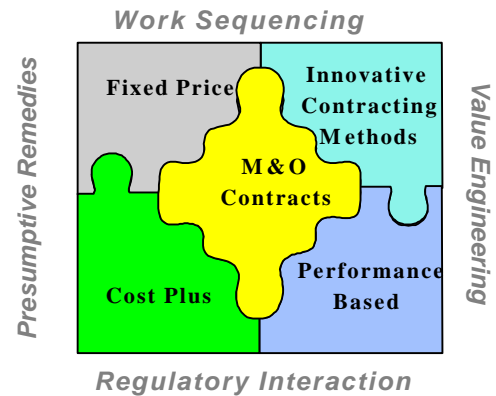 Work Sequencing
Presumptive Remedies
Fixed Price
Innovative
Contracting
Methods
Value Engineering
M&O
Contracts
Cost Plus
Performance
Based
Regulatory Interaction